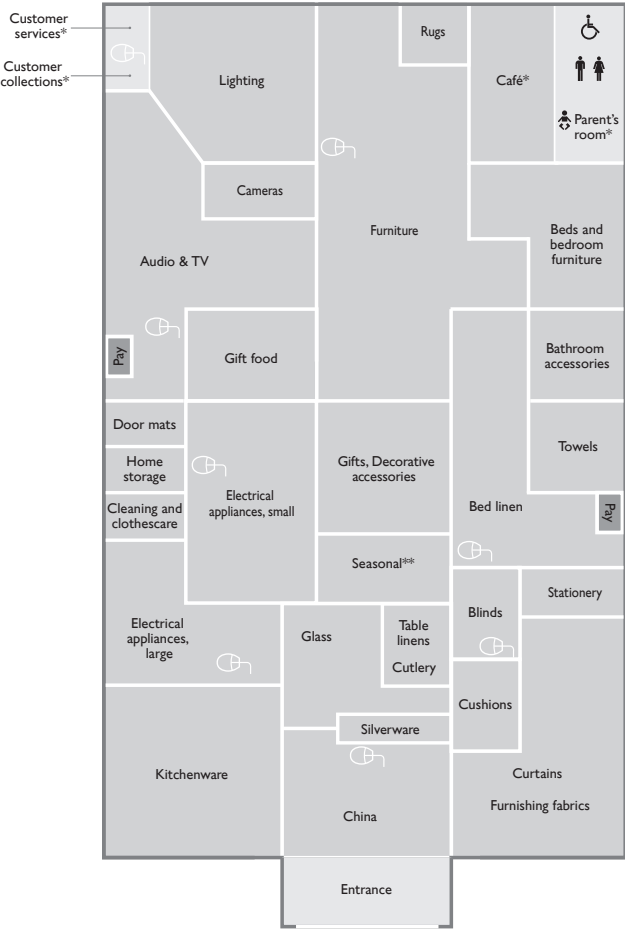 Customer
services*
Customer
collections*
Lighting
Rugs
Café*
Parent's
room*
Cameras
Furniture
Beds and
bedroom
furniture
Audio & TV
Pay
Gift food
Bathroom
accessories
Door mats
Home
storage
Cleaning and
clothescare
Electrical
appliances, small
Gifts, Decorative
accessories
Towels
Bed linen
Pay
Seasonal**
Stationery
Blinds
Electrical
appliances,
large
Glass
Table
linens
Cutlery
Cushions
Silverware
Kitchenware
China
Curtains
Furnishing fabrics
Entrance